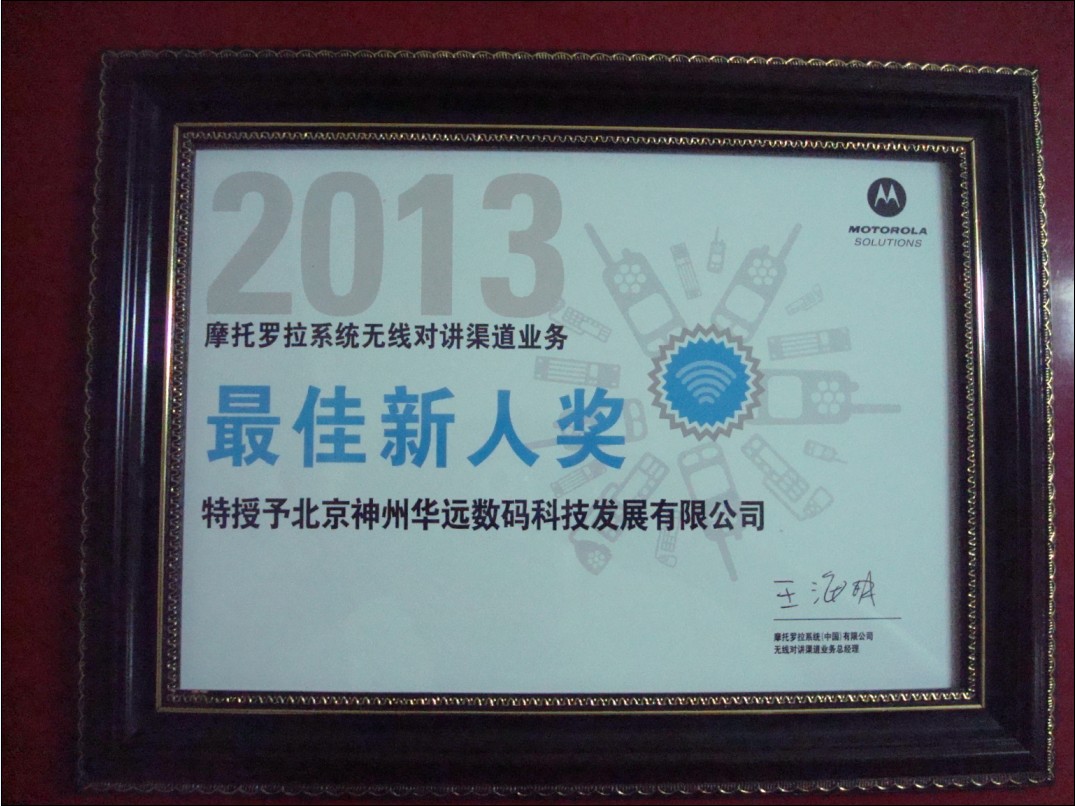 2013
MOTOROLA
SOLUTIONS
摩托罗拉系统无线对讲渠道业务
最佳新人奖
特授予北京神州华远数码科技发展有限公司
王海明
摩托罗拉系统(中国)有限公司
无线对讲渠道业务总经理